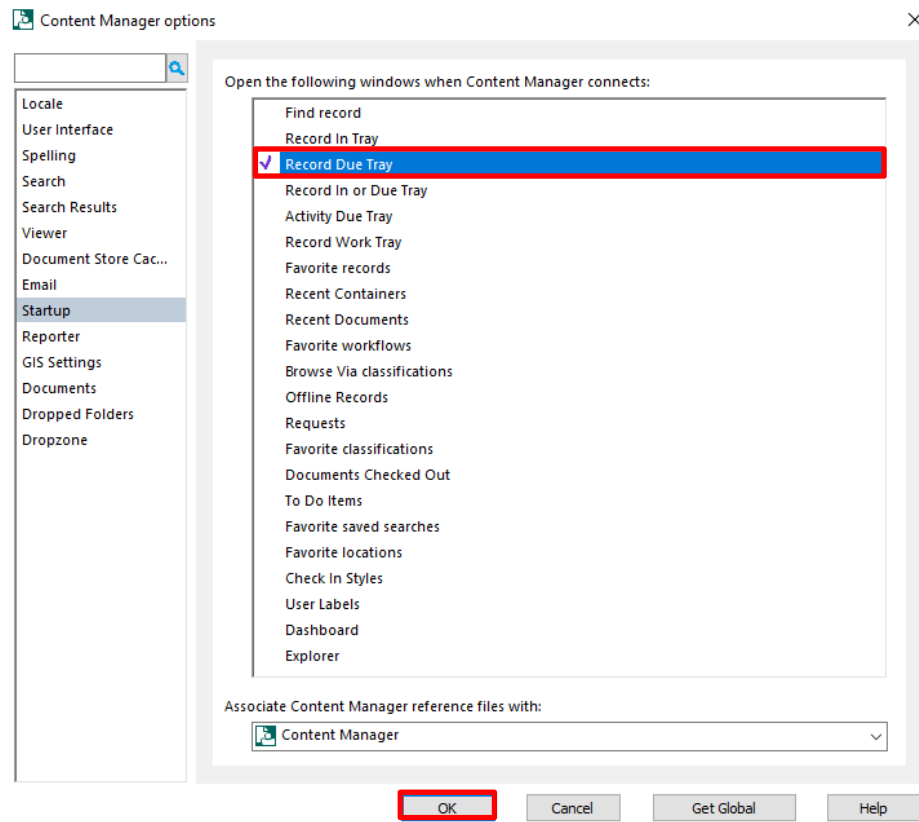 Content Manager options
Locale
User Interface
Spelling
Search
Search Results
Viewer
Document Store Cac...
Email
Startup
Reporter
GIS Settings
Documents
Dropped Folders
Dropzone
Open the following windows when Content Manager connects:
Find record
Record In Tray
Record Due Tray
Record In or Due Tray
Activity Due Tray
Record Work Tray
Favorite records
Recent Containers
Recent Documents
Favorite workflows
Browse Via classifications
Offline Records
Requests
Favorite classifications
Documents Checked Out
To Do Items
Favorite saved searches
Favorite locations
Check In Styles
User Labels
Dashboard
Explorer
Associate Content Manager reference files with:
Content Manager
OK Cancel Get Global Help